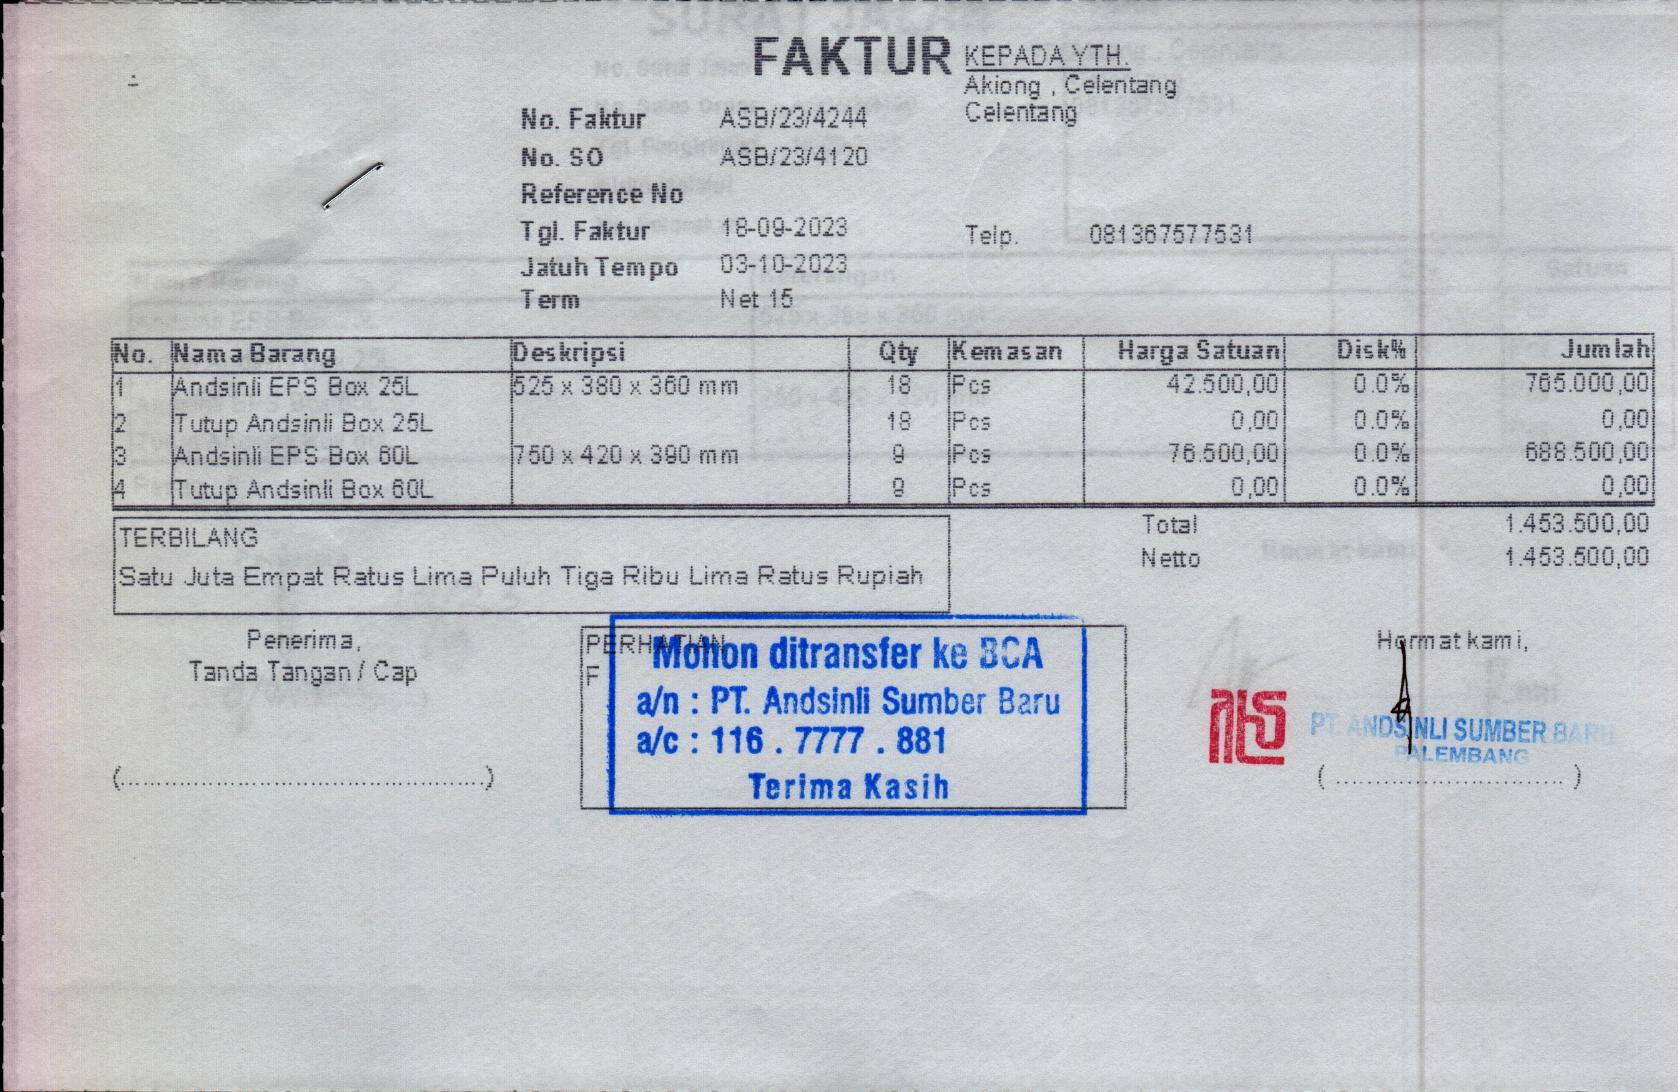 FAKTUR
KEPADA YTH.
Akiong , Celentang
Celentang
No. Faktur ASB/23/4244
No. SO ASB/23/4120
Reference No
Tgl. Faktur 18-09-2023
Telp. 081367577531
Jatuh Tempo 03-10-2023
Term Net 15
No. Nama Barang Deskripsi Qty Kemasan Harga Satuan Disk% Jumlah
1 Andsinli EPS Box 25L 525 x 380 x 360 mm 18 Pcs 42.500,00 0.0% 765.000,00
2 Tutup Andsinli Box 25L 18 Pcs 0,00 0.0% 0,00
3 Andsinli EPS Box 60L 750 x 420 x 390 mm 9 Pcs 76.500,00 0.0% 688.500,00
4 Tutup Andsinli Box 60L 9 Pcs 0,00 0.0% 0,00
Total 1.453.500,00
Netto 1.453.500,00
TERBILANG
Satu Juta Empat Ratus Lima Puluh Tiga Ribu Lima Ratus Rupiah
Penerima,
Tanda Tangan / Cap
(................................................)
PERHATIAN
F
Mohon ditransfer ke BCA
a/n : PT. Andsinli Sumber Baru
a/c : 116 . 7777 . 881
Terima Kasih
Hormat kami,
PT. ANDSINLI SUMBER BARU
PALEMBANG
(..............................)